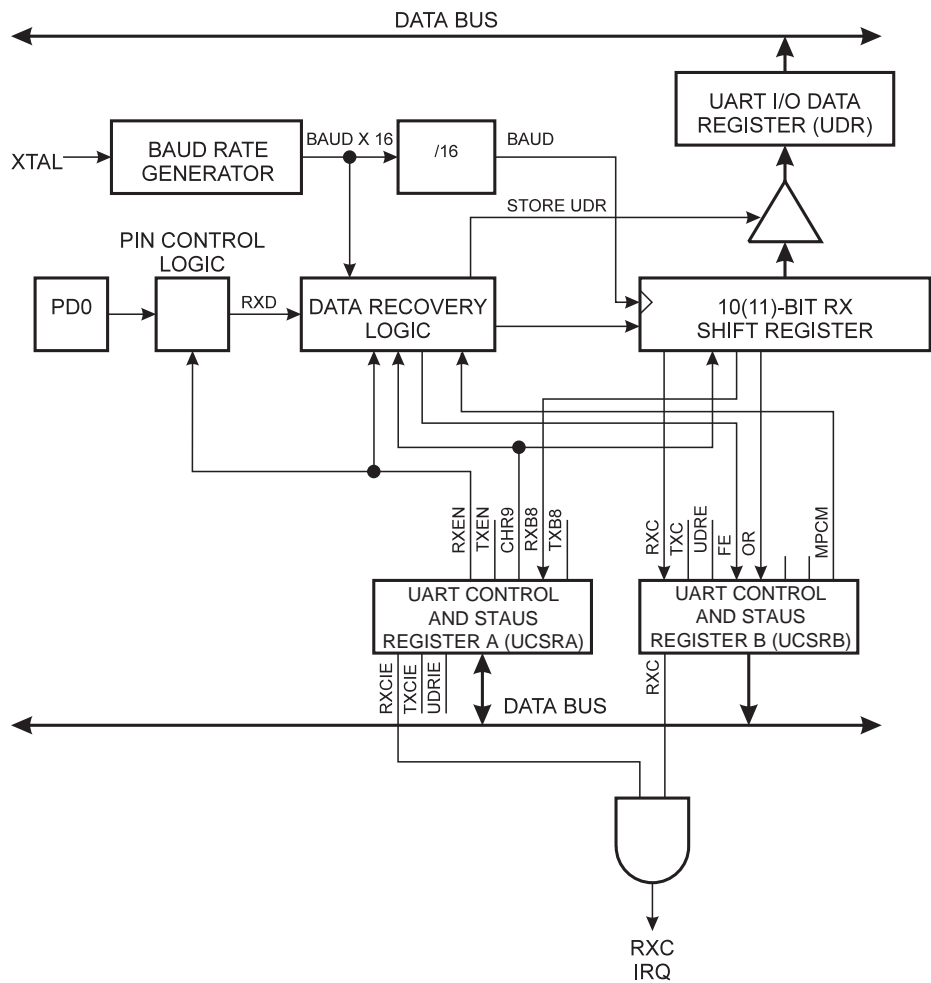 DATA BUS
UART I/O DATA
REGISTER (UDR)
XTAL
BAUD RATE
GENERATOR
BAUD X 16
/16
BAUD
STORE UDR
PIN CONTROL
LOGIC
PD0
RXD
DATA RECOVERY
LOGIC
10(11)-BIT RX
SHIFT REGISTER
RXEN
TXEN
CHR9
RXB8
TXB8
RXC
TXC
UDRE
FE
OR
MPCM
UART CONTROL
AND STAUS
REGISTER A (UCSRA)
UART CONTROL
AND STAUS
REGISTER B (UCSRB)
RXCIE
TXCIE
UDRIE
RXC
DATA BUS
RXC
IRQ